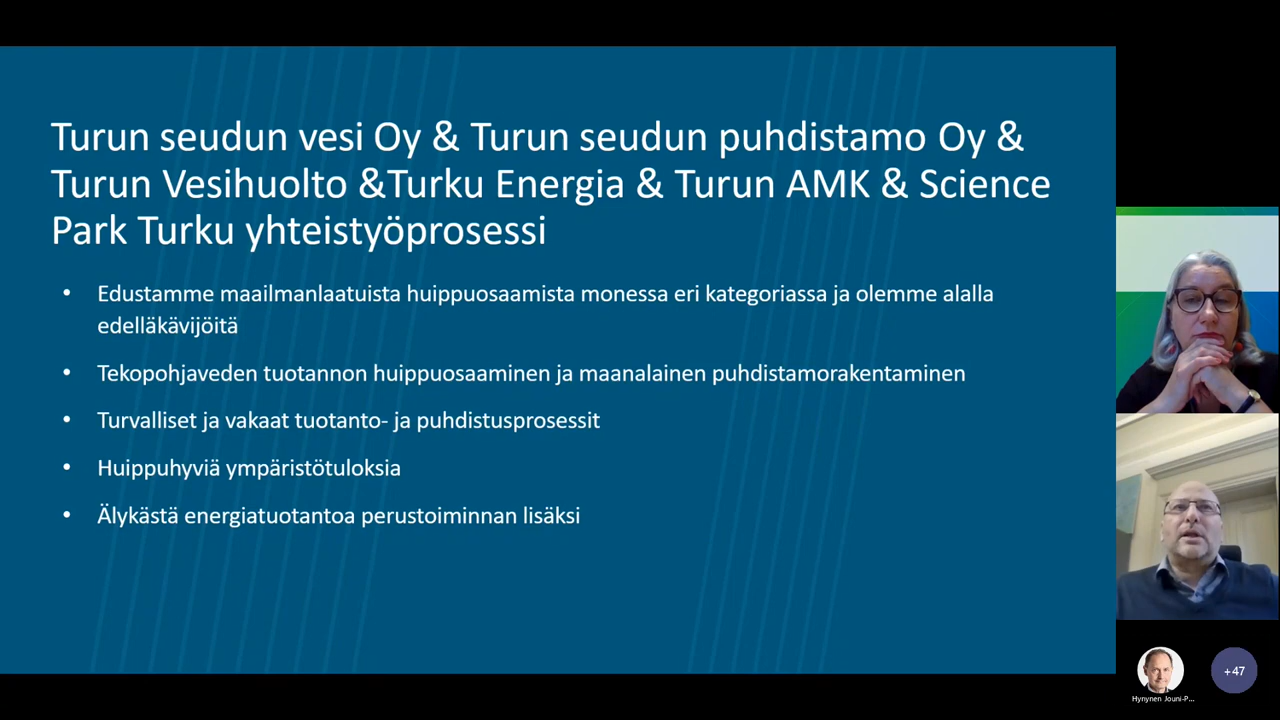 Turun seudun vesi Oy & Turun seudun puhdistamo Oy &
Turun Vesihuolto &Turku Energia & Turun AMK & Science
Park Turku yhteistyöprosessi
• Edustamme maailmanlaatuista huippuosaamista monessa eri kategoriassa ja olemme alalla
edelläkävijöitä
• Tekopohjaveden tuotannon huippuosaaminen ja maanalainen puhdistamorakentaminen
• Turvalliset ja vakaat tuotanto- ja puhdistusprosessit
• Huippuhyviä ympäristötuloksia
• Älykästä energiatuotantoa perustoiminnan lisäksi
Hynynen Jouni-P...
+47